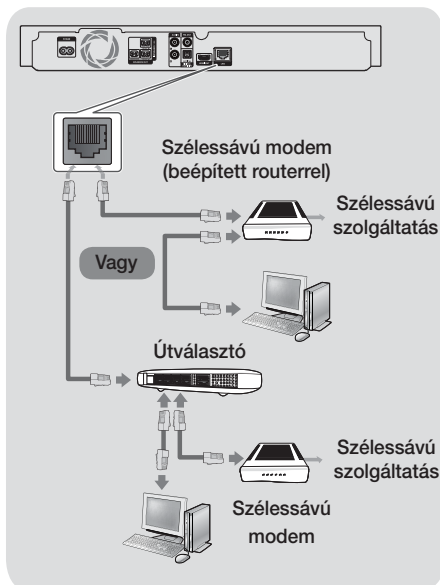 Szélessávú modem
(beépített routerrel)
Szélessávú
szolgáltatás
Vagy
Útválasztó
Szélessávú
szolgáltatás
Szélessávú
modem